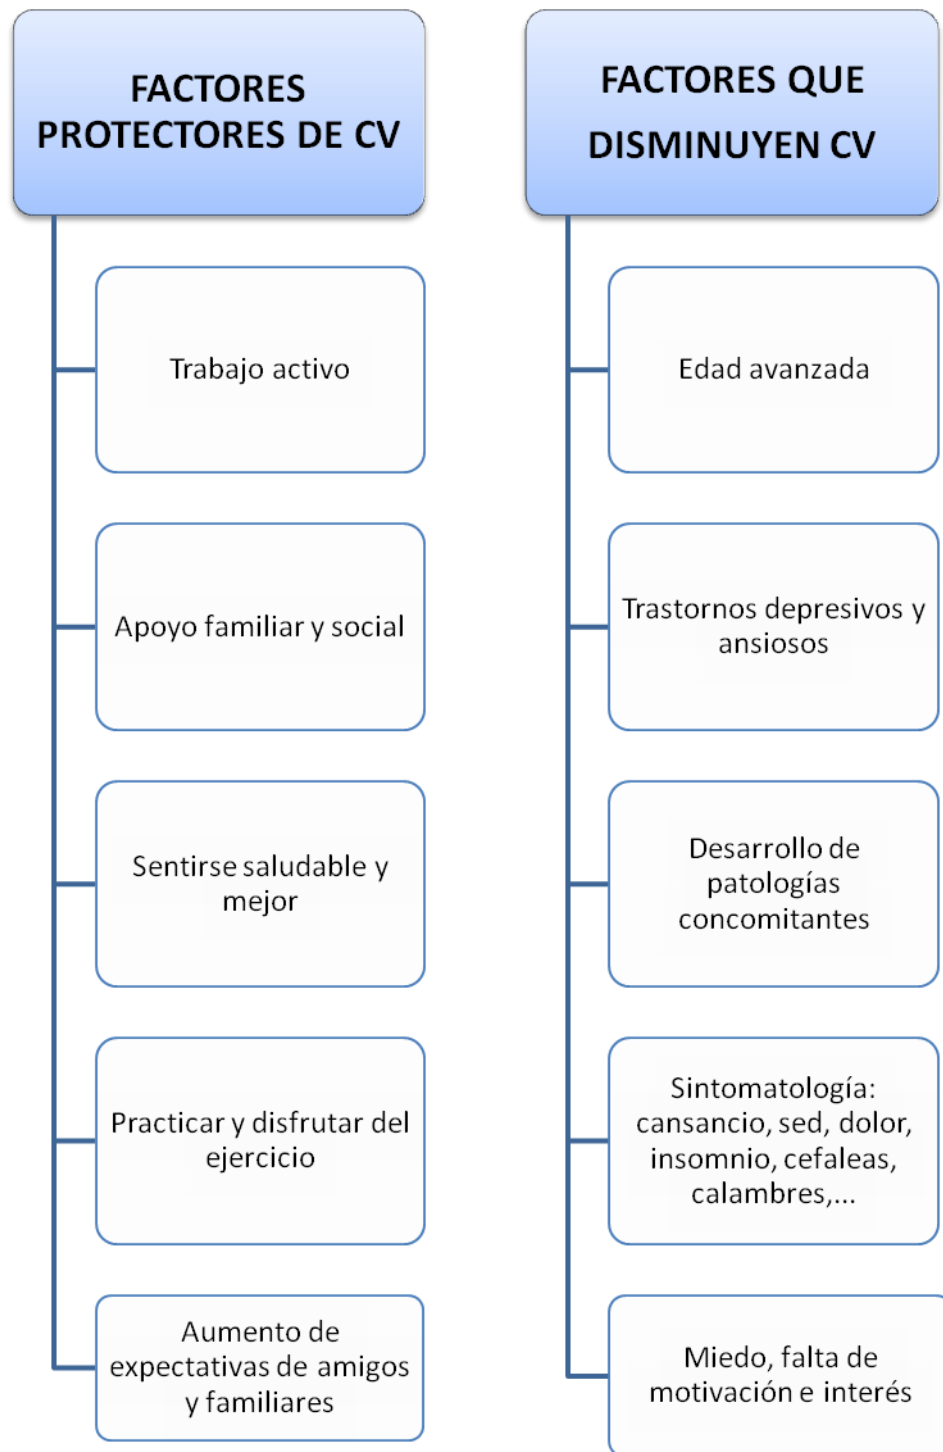 FACTORES
PROTECTORES DE CV
Trabajo activo
Apoyo familiar y social
Sentirse saludable y
mejor
Practicar y disfrutar del
ejercicio
Aumento de
expectativas de amigos
y familiares
FACTORES QUE
DISMINUYEN CV
Edad avanzada
Trastornos depresivos y
ansiosos
Desarrollo de
patologías
concomitantes
Sintomatología:
cansancio, sed, dolor,
insomnio, cefaleas,
calambres,...
Miedo, falta de
motivación e interés